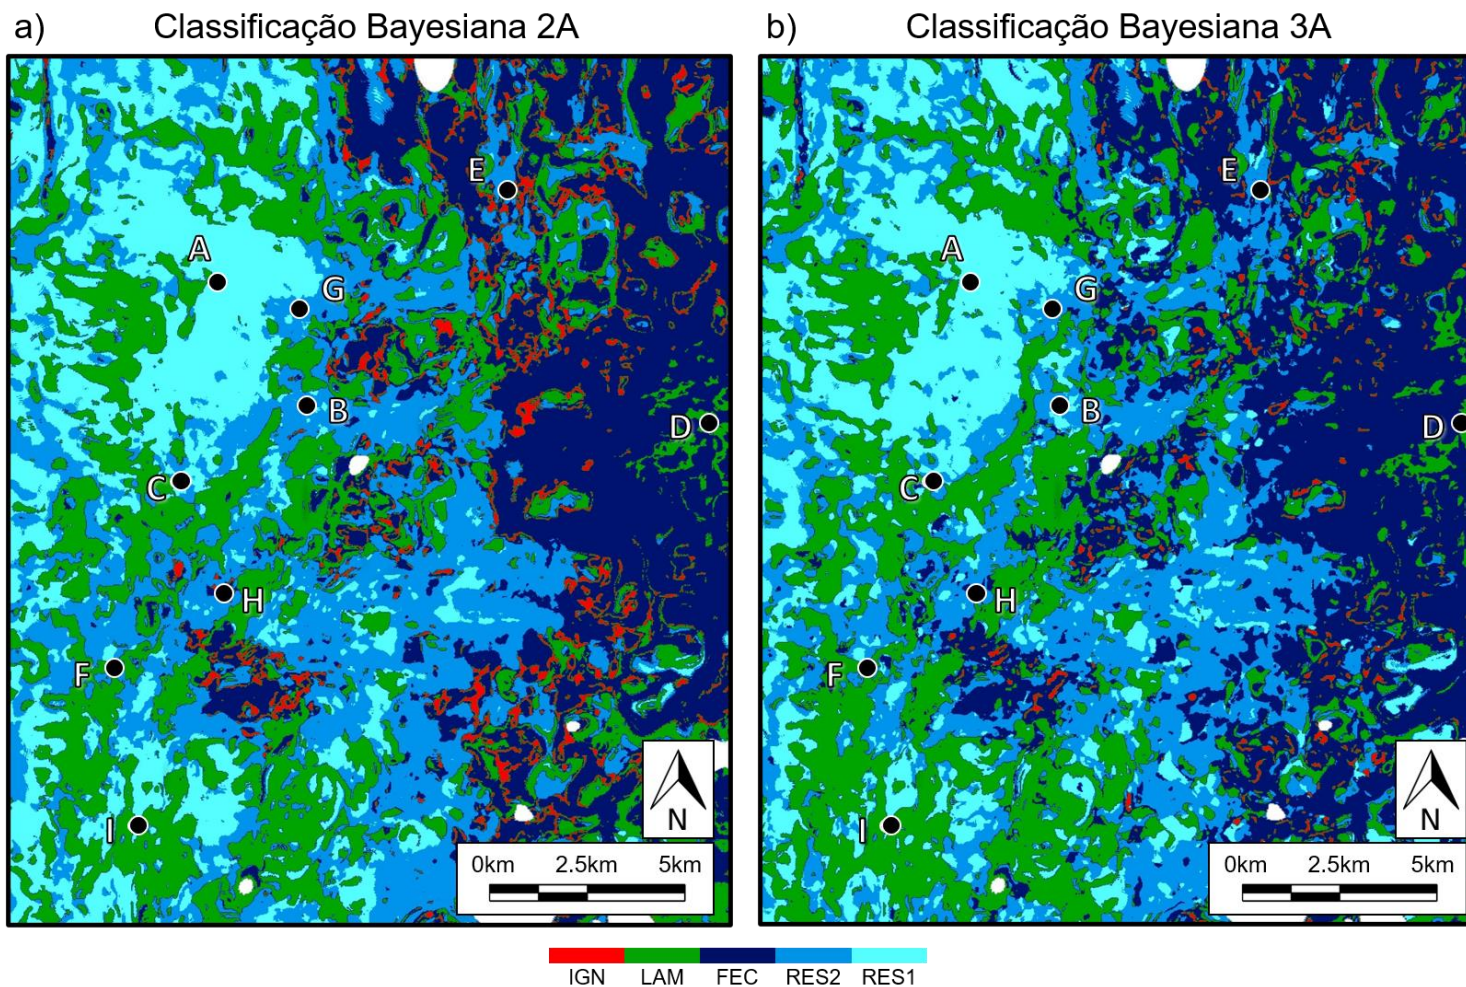 a) Classificação Bayesiana 2A
b) Classificação Bayesiana 3A
E
A
G
B
D
C
H
F
I
N
0km 2.5km 5km
E
A
G
B
D
C
H
F
I
N
0km 2.5km 5km
IGN LAM FEC RES2 RES1